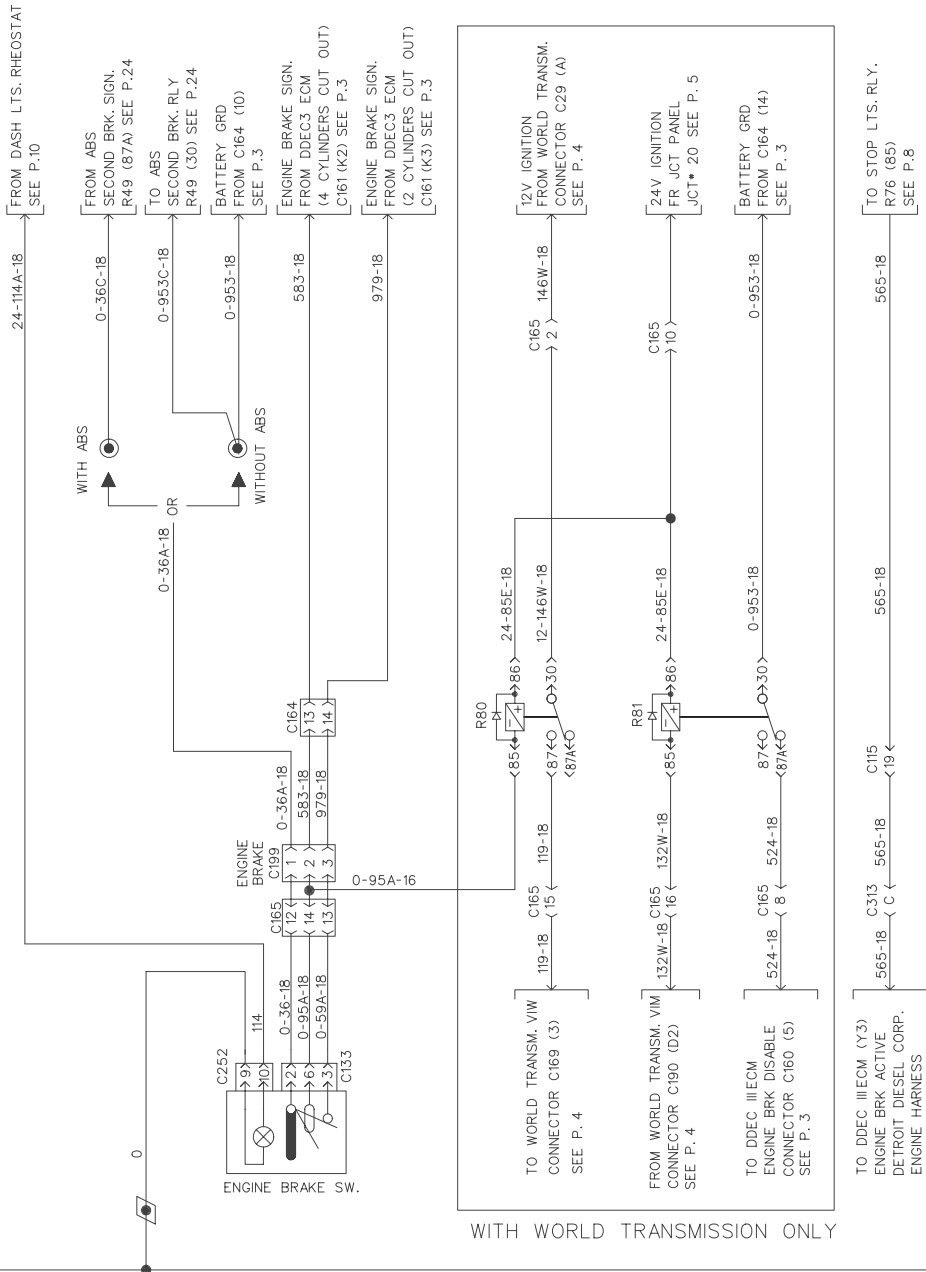 FROM DASH LTS. RHEOSTAT
SEE P.10
24-114A-18
FROM ABS
SECOND BRK. SIGN.
R49 (87A) SEE P.24
0-36C-18
TO ABS
SECOND BRK. RLY
R49 (30) SEE P.24
0-953C-18
BATTERY GRD
FROM C164 (10)
SEE P.3
0-953-18
ENGINE BRAKE SIGN.
FROM DDEC3 ECM
(4 CYLINDERS CUT OUT)
C161 (K2) SEE P.3
583-18
ENGINE BRAKE SIGN.
FROM DDEC3 ECM
(2 CYLINDERS CUT OUT)
C161 (K3) SEE P.3
979-18
WITH ABS
OR
WITHOUT ABS
0-36A-18
C164
13
14
0-36A-18
583-18
979-18
ENGINE
BRAKE
C199
1
2
3
0-95A-16
C165
12
14
13
0-36-18
0-95A-18
0-59A-18
0
114
C252
9
10
2
6
3
C133
ENGINE BRAKE SW.
12V IGNITION
FROM WORLD TRANSM.
CONNECTOR C29 (A)
SEE P. 4
146W-18
C165
2
24V IGNITION
FR JCT PANEL
JCT# 20 SEE P. 5
C165
10
BATTERY GRD
FROM C164 (14)
SEE P. 3
0-953-18
24-85E-18
12-146W-18
R80
86
30
85
87
87A
24-85E-18
0-953-18
R81
86
30
85
87
87A
119-18
C165
15
119-18
TO WORLD TRANSM. VIW
CONNECTOR C169 (3)
SEE P. 4
132W-18
C165
16
132W-18
FROM WORLD TRANSM. VIM
CONNECTOR C190 (D2)
SEE P. 4
524-18
C165
8
524-18
TO DDEC III ECM
ENGINE BRK DISABLE
CONNECTOR C160 (5)
SEE P. 3
WITH WORLD TRANSMISSION ONLY
TO STOP LTS. RLY.
R76 (85)
SEE P.8
565-18
565-18
C115
19
565-18
C313
C
565-18
TO DDEC III ECM (Y3)
ENGINE BRK ACTIVE
DETROIT DIESEL CORP.
ENGINE HARNESS